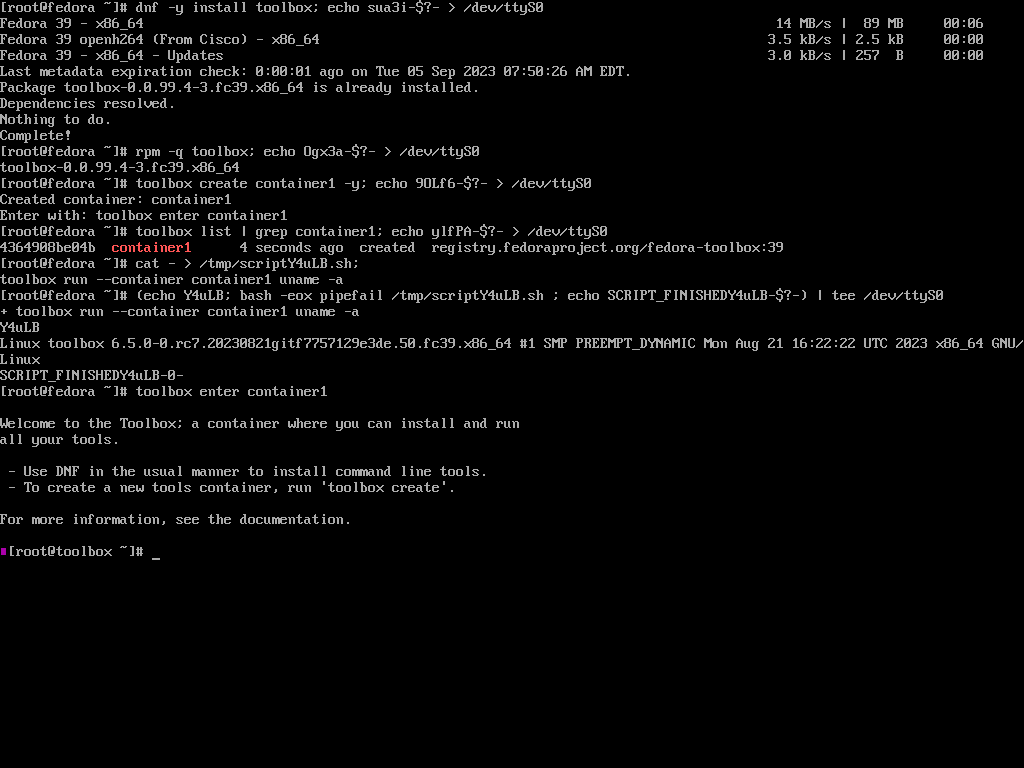 [root@fedora ~]# dnf -y install toolbox; echo sua3i-$?- > /dev/ttyS0
Fedora 39 - x86_64 14 MB/s | 89 MB 00:06
Fedora 39 openh264 (From Cisco) - x86_64 3.5 kB/s | 2.5 kB 00:00
Fedora 39 - x86_64 - Updates 3.0 kB/s | 257 B 00:00
Last metadata expiration check: 0:00:01 ago on Tue 05 Sep 2023 07:50:26 AM EDT.
Package toolbox-0.0.99.4-3.fc39.x86_64 is already installed.
Dependencies resolved.
Nothing to do.
Complete!
[root@fedora ~]# rpm -q toolbox; echo Ogx3a-$?- > /dev/ttyS0
toolbox-0.0.99.4-3.fc39.x86_64
[root@fedora ~]# toolbox create container1 -y; echo 9OLf6-$?- > /dev/ttyS0
Created container: container1
Enter with: toolbox enter container1
[root@fedora ~]# toolbox list | grep container1; echo ylfPA-$?- > /dev/ttyS0
4364908be04b  container1      4 seconds ago  created  registry.fedoraproject.org/fedora-toolbox:39
[root@fedora ~]# cat - > /tmp/scriptY4uLB.sh;
toolbox run --container container1 uname -a
[root@fedora ~]# (echo Y4uLB; bash -eox pipefail /tmp/scriptY4uLB.sh ; echo SCRIPT_FINISHEDY4uLB-$?-) | tee /dev/ttyS0
+ toolbox run --container container1 uname -a
Y4uLB
Linux toolbox 6.5.0-0.rc7.20230821gitf7757129e3de.50.fc39.x86_64 #1 SMP PREEMPT_DYNAMIC Mon Aug 21 16:22:22 UTC 2023 x86_64 GNU/
Linux
SCRIPT_FINISHEDY4uLB-0-
[root@fedora ~]# toolbox enter container1

Welcome to the Toolbox; a container where you can install and run
all your tools.

 - Use DNF in the usual manner to install command line tools.
 - To create a new tools container, run 'toolbox create'.

For more information, see the documentation.

[root@toolbox ~]# _